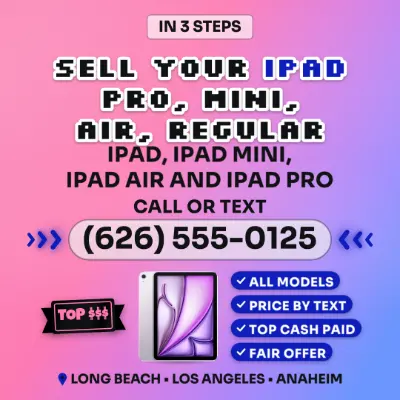 IN 3 STEPS
SELL YOUR IPAD
PRO, MINI,
AIR, REGULAR
IPAD, IPAD MINI,
IPAD AIR AND IPAD PRO
CALL OR TEXT
(626) 555-0125
TOP $$$
ALL MODELS
PRICE BY TEXT
TOP CASH PAID
FAIR OFFER
LONG BEACH • LOS ANGELES • ANAHEIM